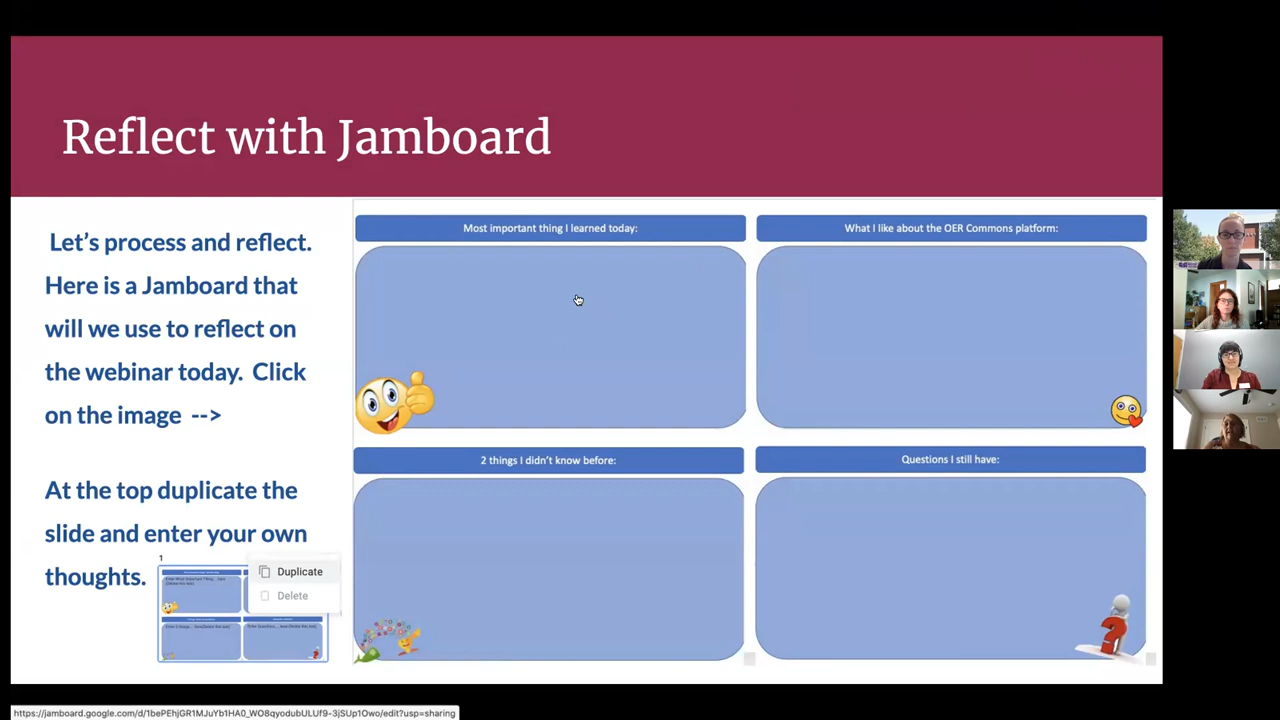 Reflect with Jamboard
Let's process and reflect.
Here is a Jamboard that
will we use to reflect on
the webinar today.  Click
on the image  -->
At the top duplicate the
slide and enter your own
thoughts.
1
Duplicate
Delete
Most important thing I learned today:
What I like about the OER Commons platform:
2 things I didn't know before:
Questions I still have:
?